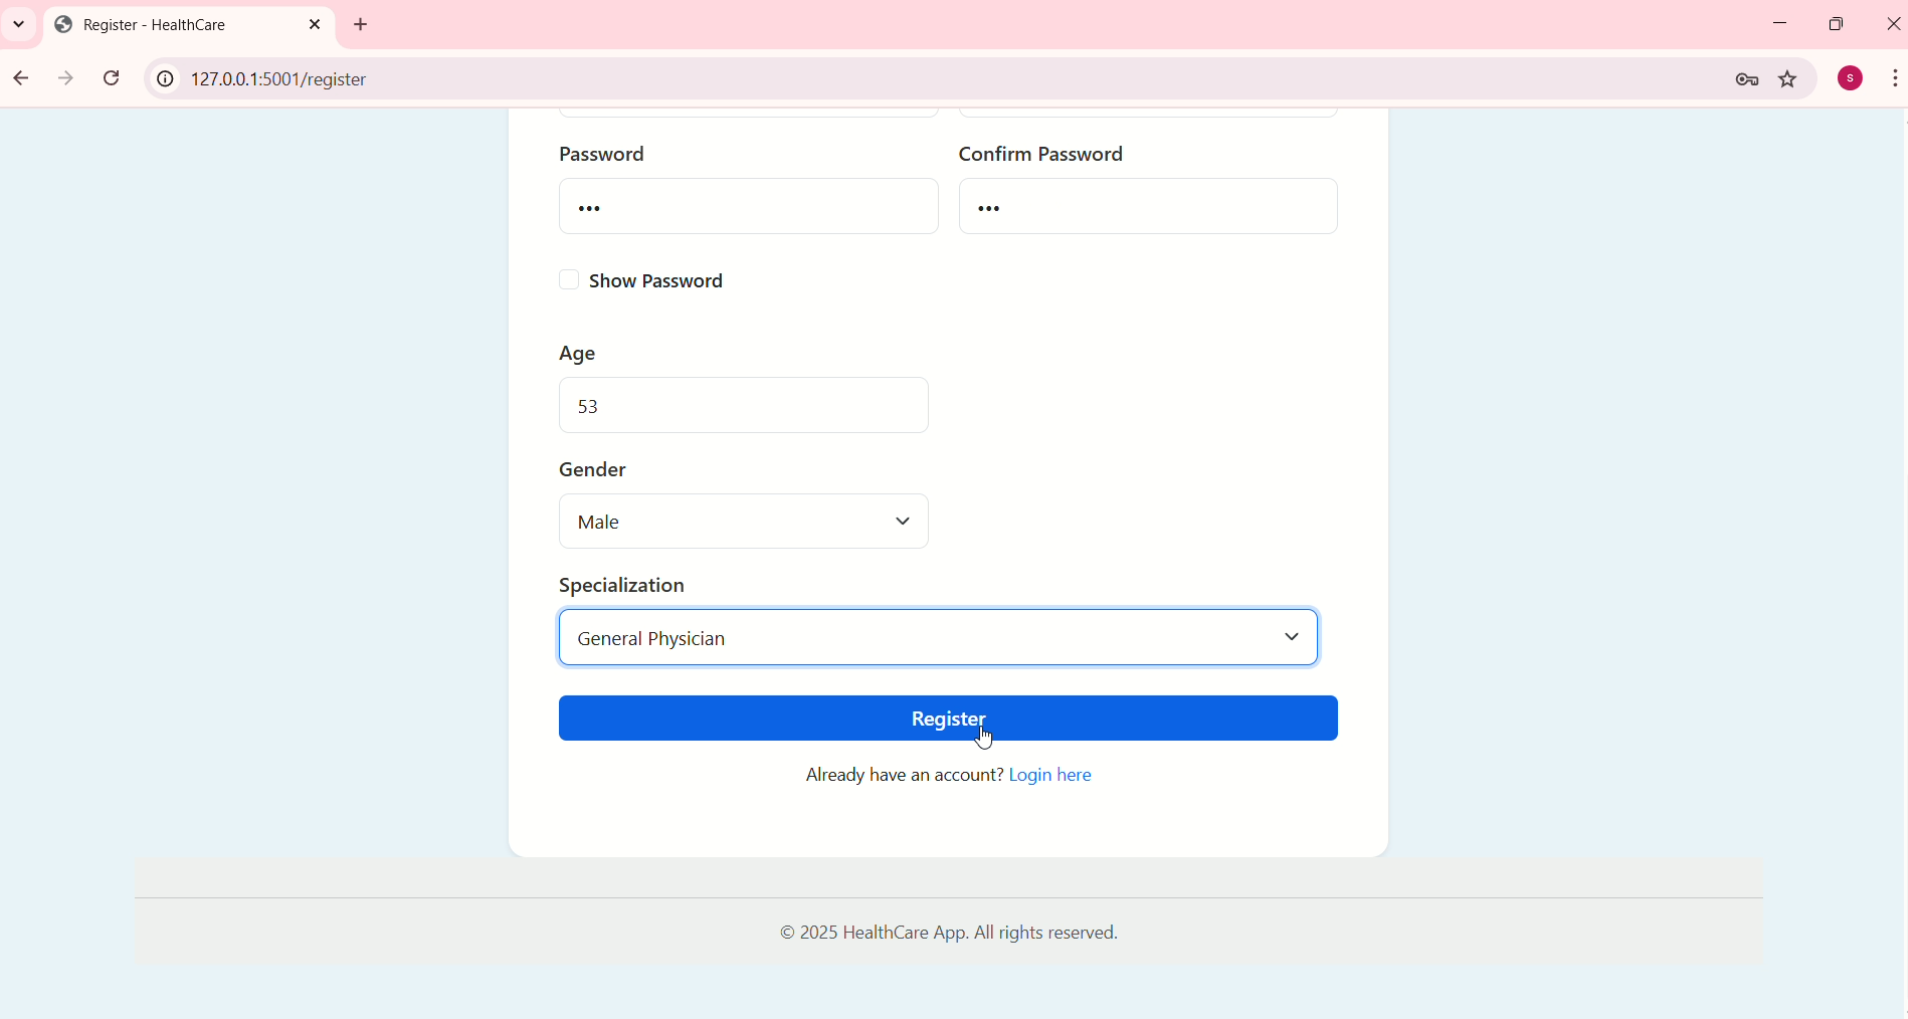 Register - HealthCare
127.0.0.1:5001/register
s
Password Confirm Password
••• •••
Show Password
Age
53
Gender
Male
Specialization
General Physician
Register
Already have an account? Login here
© 2025 HealthCare App. All rights reserved.